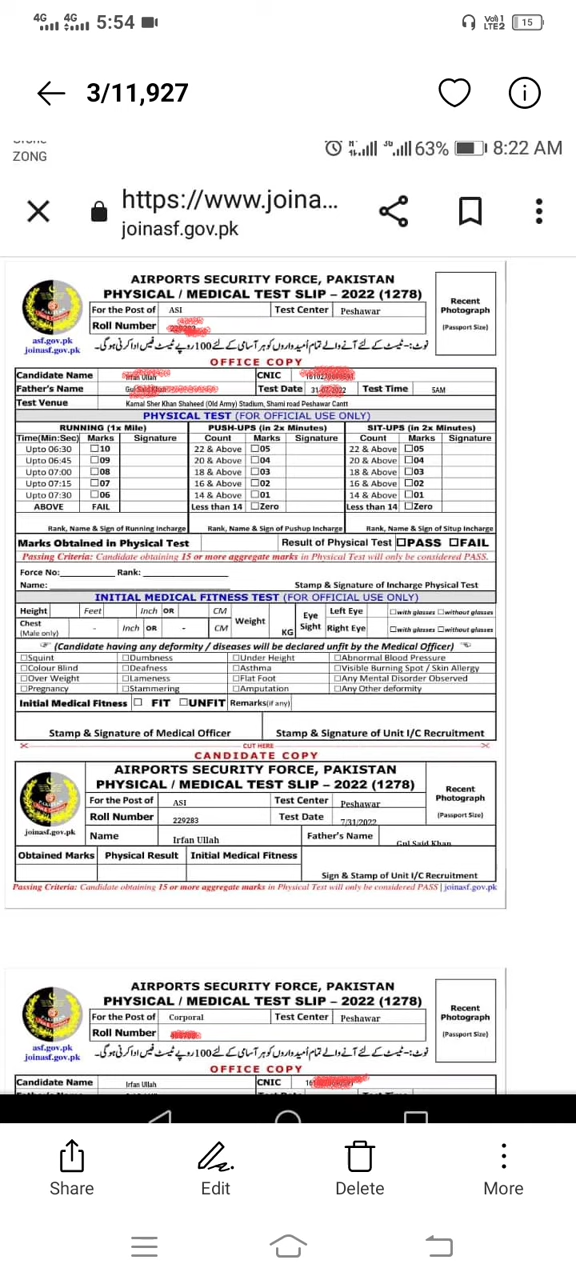 4G 4G 5:54 Vo)) 1 LTE2 15
3/11,927
ZONG 63% 8:22 AM
https://www.joina...
joinasf.gov.pk
AIRPORTS SECURITY FORCE, PAKISTAN
PHYSICAL / MEDICAL TEST SLIP – 2022 (1278)
For the Post of ASI Test Center Peshawar
Roll Number
Recent
Photograph
(Passport Size)
asf.gov.pk
joinasf.gov.pk
نوٹ:- ٹیسٹ کے لئے آنے والے تمام اُمیدواروں کو ہر آسامی کے لئے 100 روپے ٹیسٹ فیس ادا کرنی ہو گی۔
OFFICE COPY
Candidate Name Irfan Ullah CNIC
Father's Name Test Date Test Time 5AM
Test Venue Kamal Sher Khan Shaheed (Old Army) Stadium, Shami road Peshawar Cantt
PHYSICAL TEST (FOR OFFICIAL USE ONLY)
RUNNING (1x Mile) PUSH-UPS (in 2x Minutes) SIT-UPS (in 2x Minutes)
Time(Min:Sec) Marks Signature Count Marks Signature Count Marks Signature
Upto 06:30 ☐10 22 & Above ☐05 22 & Above ☐05
Upto 06:45 ☐09 20 & Above ☐04 20 & Above ☐04
Upto 07:00 ☐08 18 & Above ☐03 18 & Above ☐03
Upto 07:15 ☐07 16 & Above ☐02 16 & Above ☐02
Upto 07:30 ☐06 14 & Above ☐01 14 & Above ☐01
ABOVE FAIL Less than 14 ☐Zero Less than 14 ☐Zero
Rank, Name & Sign of Running Incharge Rank, Name & Sign of Pushup Incharge Rank, Name & Sign of Situp Incharge
Marks Obtained in Physical Test Result of Physical Test ☐PASS ☐FAIL
Passing Criteria: Candidate obtaining 15 or more aggregate marks in Physical Test will only be considered PASS.
Force No: Rank:
Name: Stamp & Signature of Incharge Physical Test
INITIAL MEDICAL FITNESS TEST (FOR OFFICIAL USE ONLY)
Height Feet Inch OR CM Weight KG Eye Sight Left Eye ☐with glasses ☐without glasses
Chest (Male only) - Inch OR - CM Right Eye ☐with glasses ☐without glasses
(Candidate having any deformity / diseases will be declared unfit by the Medical Officer)
☐Squint ☐Dumbness ☐Under Height ☐Abnormal Blood Pressure
☐Colour Blind ☐Deafness ☐Asthma ☐Visible Burning Spot / Skin Allergy
☐Over Weight ☐Lameness ☐Flat Foot ☐Any Mental Disorder Observed
☐Pregnancy ☐Stammering ☐Amputation ☐Any Other deformity
Initial Medical Fitness ☐ FIT ☐UNFIT Remarks(if any)
Stamp & Signature of Medical Officer Stamp & Signature of Unit I/C Recruitment
CUT HERE
CANDIDATE COPY
AIRPORTS SECURITY FORCE, PAKISTAN
PHYSICAL / MEDICAL TEST SLIP – 2022 (1278)
For the Post of ASI Test Center Peshawar
Roll Number 229283 Test Date 7/31/2022
Recent
Photograph
(Passport Size)
joinasf.gov.pk
Name Irfan Ullah Father's Name Gul Said Khan
Obtained Marks Physical Result Initial Medical Fitness
Sign & Stamp of Unit I/C Recruitment
Passing Criteria: Candidate obtaining 15 or more aggregate marks in Physical Test will only be considered PASS | joinasf.gov.pk
AIRPORTS SECURITY FORCE, PAKISTAN
PHYSICAL / MEDICAL TEST SLIP – 2022 (1278)
For the Post of Corporal Test Center Peshawar
Roll Number
Recent
Photograph
(Passport Size)
asf.gov.pk
joinasf.gov.pk
نوٹ:- ٹیسٹ کے لئے آنے والے تمام اُمیدواروں کو ہر آسامی کے لئے 100 روپے ٹیسٹ فیس ادا کرنی ہو گی۔
OFFICE COPY
Candidate Name Irfan Ullah CNIC
Share Edit Delete More